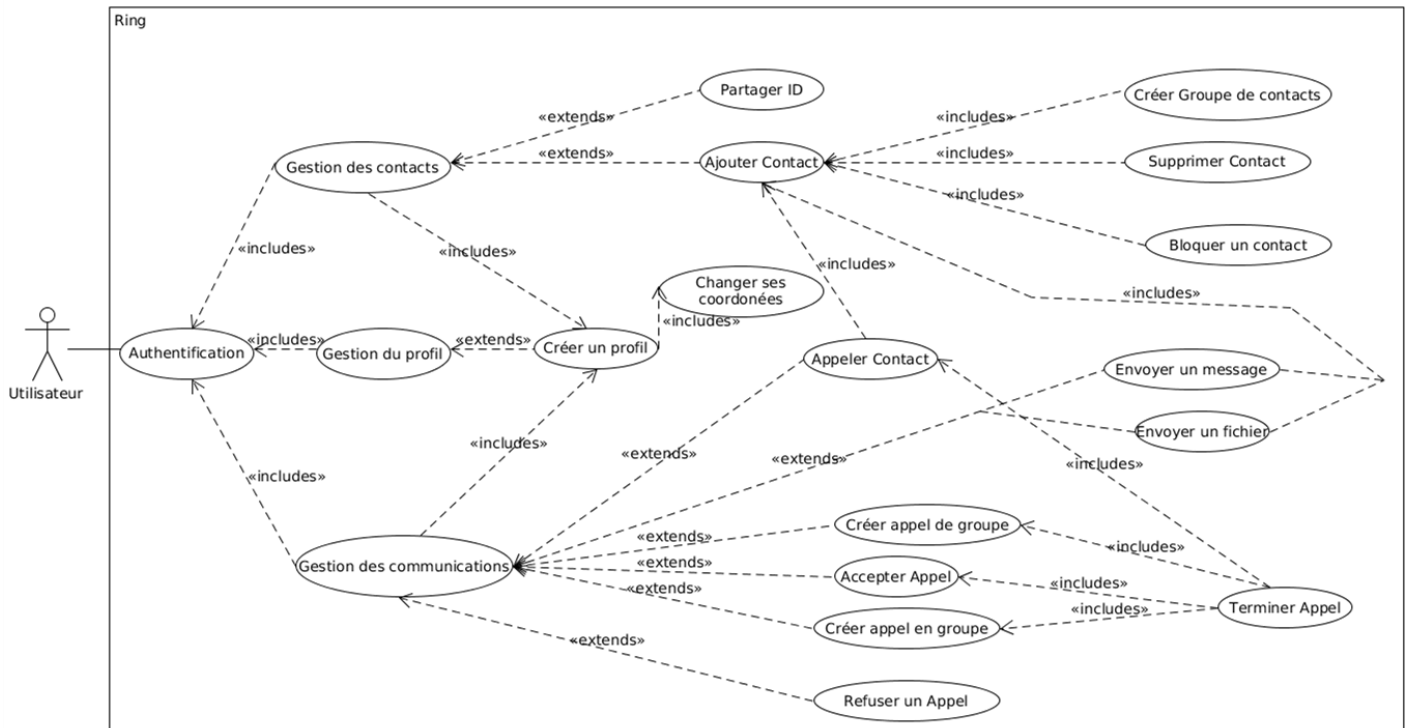 Ring
Partager ID
Créer Groupe de contacts
«extends»
«includes»
Gestion des contacts
«extends»
Ajouter Contact
«includes»
Supprimer Contact
«includes»
Bloquer un contact
«includes»
«includes»
«includes»
Changer ses
coordonées
«includes»
Utilisateur
Authentification
«includes»
Gestion du profil
«extends»
Créer un profil
«includes»
Appeler Contact
Envoyer un message
Envoyer un fichier
«includes»
«extends»
«extends»
«includes»
«includes»
Gestion des communications
«extends»
Créer appel de groupe
«includes»
«extends»
Accepter Appel
«includes»
«extends»
Créer appel en groupe
«includes»
Terminer Appel
«extends»
Refuser un Appel